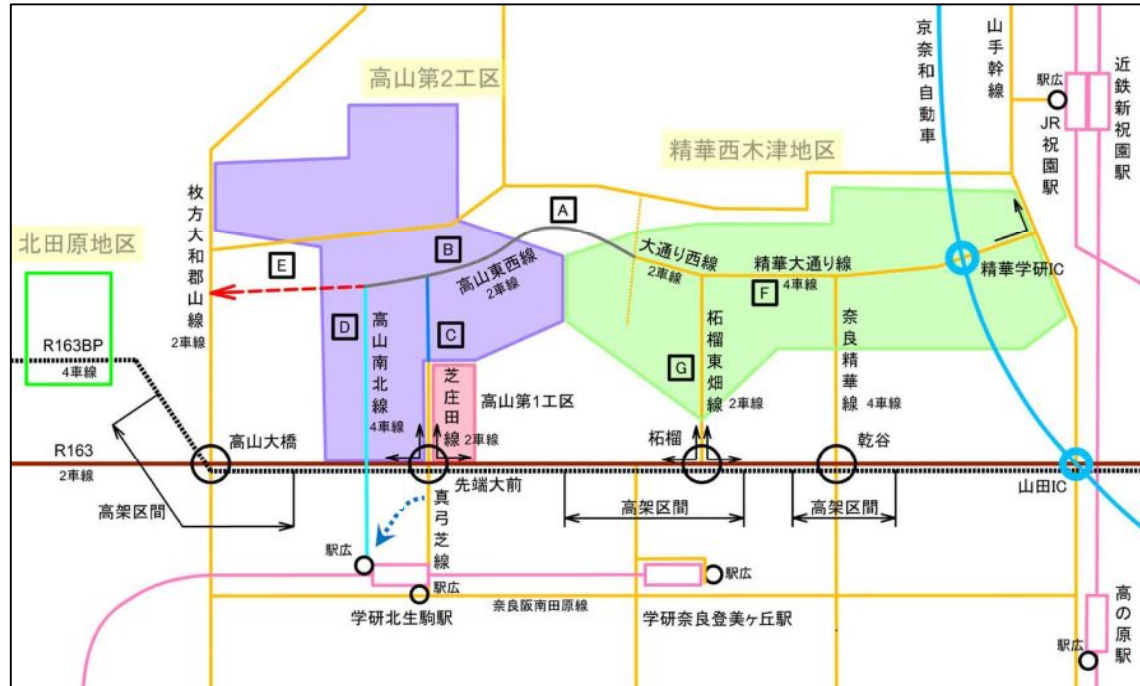 高山第2工区
京奈和自動車
山手幹線
駅広
JR祝園駅
近鉄新祝園駅
精華西木津地区
枚方大和郡山線
2車線
北田原地区
A
B
E
高山東西線
2車線
大通り西線
2車線
精華大通り線
4車線
F
精華学研IC
D
高山南北線
4車線
C
芝庄田線
2車線
高山第1工区
G
柘榴東畑線
2車線
奈良精華線
4車線
R163BP
4車線
R163
2車線
高山大橋
先端大前
柘榴
乾谷
山田IC
高架区間
高架区間
高架区間
真弓芝線
駅広
駅広
学研北生駒駅
奈良阪南田原線
駅広
学研奈良登美ヶ丘駅
高の原駅
駅広